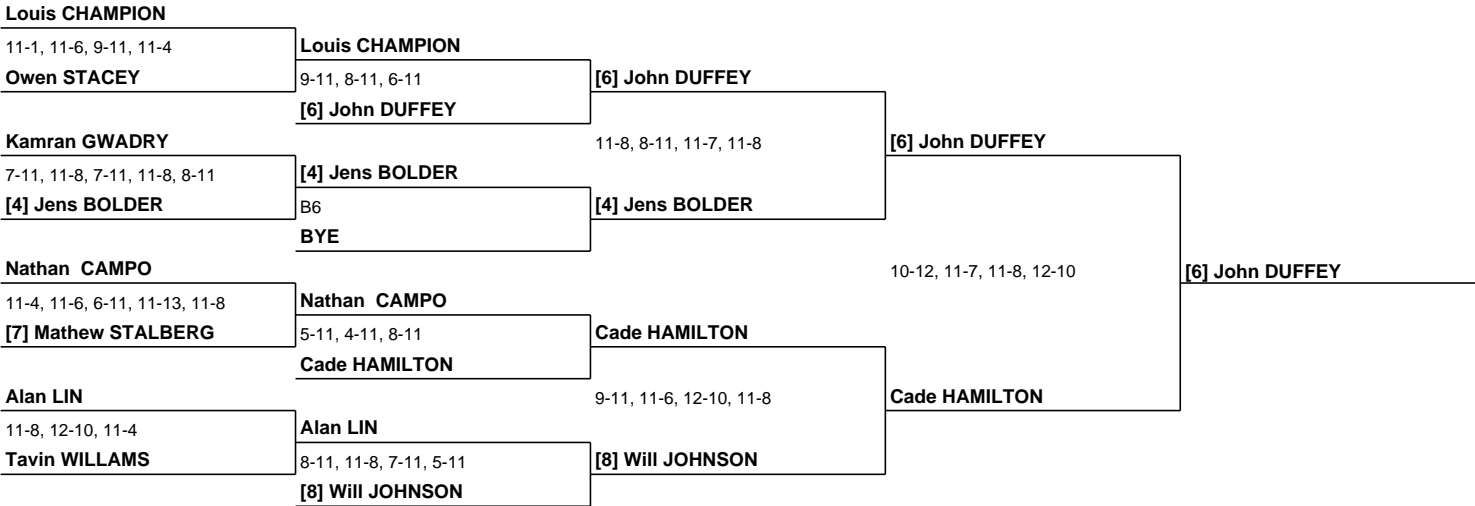 Louis CHAMPION
11-1, 11-6, 9-11, 11-4
Owen STACEY
Kamran GWADRY
7-11, 11-8, 7-11, 11-8, 8-11
[4] Jens BOLDER
Nathan  CAMPO
11-4, 11-6, 6-11, 11-13, 11-8
[7] Mathew STALBERG
Alan LIN
11-8, 12-10, 11-4
Tavin WILLAMS
Louis CHAMPION
9-11, 8-11, 6-11
[6] John DUFFEY
[4] Jens BOLDER
B6
BYE
Nathan  CAMPO
5-11, 4-11, 8-11
Cade HAMILTON
Alan LIN
8-11, 11-8, 7-11, 5-11
[8] Will JOHNSON
[6] John DUFFEY
11-8, 8-11, 11-7, 11-8
[4] Jens BOLDER
Cade HAMILTON
9-11, 11-6, 12-10, 11-8
[8] Will JOHNSON
[6] John DUFFEY
10-12, 11-7, 11-8, 12-10
Cade HAMILTON
[6] John DUFFEY